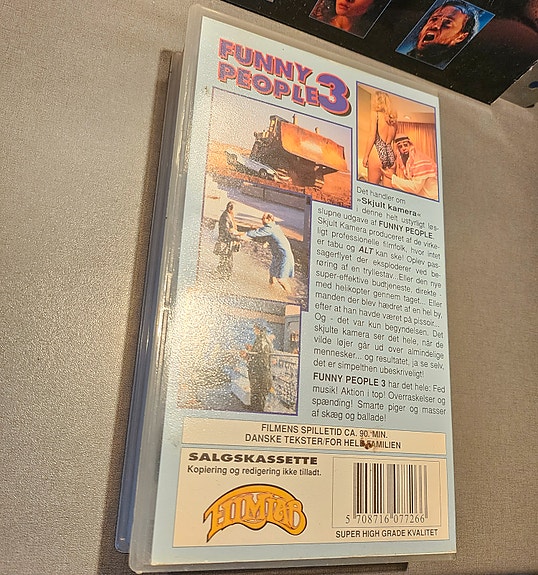 FUNNY
PEOPLE 3
Det handler om
»Skjult kamera«
i denne helt ustyrligt løs-
slupne udgave af FUNNY PEOPLE.
Skjult Kamera produceret af de virke-
ligt professionelle filmfolk, hvor intet
er tabu og ALT kan ske! Oplev pas-
sagerflyet der eksploderer ved be-
røring af en tryllestav...Eller den nye
super-effektive budtjeneste, direkte -
med helikopter gennem taget... Eller
manden der blev hædret af en hel by,
efter at han havde været på pissoir...
Og - det var kun begyndelsen. Det
skjulte kamera ser det hele, når de
vilde løjer går ud over almindelige
mennesker... og resultatet, ja se selv,
det er simpelthen ubeskriveligt!
FUNNY PEOPLE 3 har det hele: Fed
musik! Aktion i top! Overraskelser og
spænding! Smarte piger og masser
af skæg og ballade!
FILMENS SPILLETID CA. 90. MIN.
DANSKE TEKSTER/FOR HELE FAMILIEN
SALGSKASSETTE
Kopiering og redigering ikke tilladt.
5 708716 077266
SUPER HIGH GRADE KVALITET